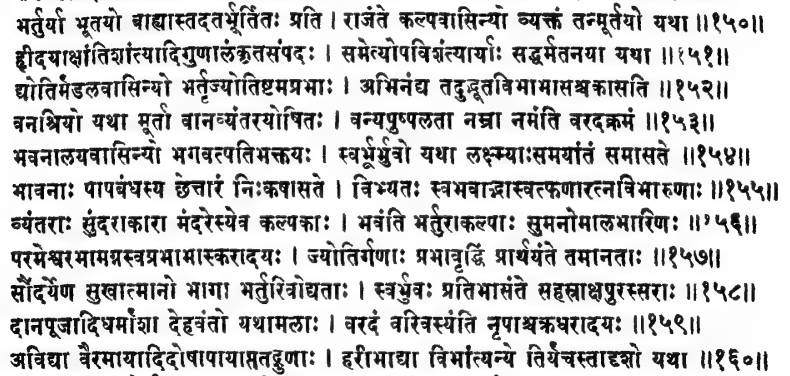 भर्तुर्या भूतयो वाह्यास्तदतर्भूर्तितः प्रति । राजंते कल्पवासिन्यो व्यक्तं तन्मूर्तयो यथा ॥१५०॥
ह्रीदयाक्षांतिशांत्यादिगुणालंकृतसंपदः । समेत्योपविशंत्यार्याः सद्धर्मतनया यथा ॥१५१॥
द्योतिर्मंडलवासिन्यो भर्तृज्योतिष्टमप्रभाः । अभिनंद्य तदुद्भूतविभाभासश्चकासति ॥१५२॥
वनश्रियो यथा मूर्ता वानव्यंतरयोषितः । वन्यपुष्पलता नम्रा नमंति वरदक्रमं ॥१५३॥
भवनालयवासिन्यो भगवत्पतिभक्तयः । स्वर्भूर्भुवो यथा लक्ष्म्याःसमयांतं समासते ॥१५४॥
भावनाः पापबंधस्य छेत्तारं निःकषासते । विभ्यतः स्वभवाद्भास्वत्फणारत्नविभारुणाः ॥१५५॥
व्यंतराः सुंदराकारा मंदरेस्येव कल्पकाः । भवंति भर्तुराकल्पाः सुमनोमालभारिणः ॥१५६॥
परमेश्वरभामग्नस्वप्रभाभास्करादयः । ज्योतिर्गणाः प्रभावृद्धिं प्रार्थयंते तमानताः ॥१५७॥
सौंदर्येण सुखात्मानो भागा भर्तुरिवोद्यताः । स्वर्भुवः प्रतिभासंते सहस्राक्षपुरस्सराः ॥१५८॥
दानपूजादिधर्मांशा देहवंतो यथामलाः । वरदं वरिवस्यंति नृपाश्चक्रधरादयः ॥१५९॥
अविद्या वैरमायादिदोषापायाप्ततद्गुणाः । हरीभाद्या विभांत्यन्ये तिर्यंचस्तादृशो यथा ॥१६०॥